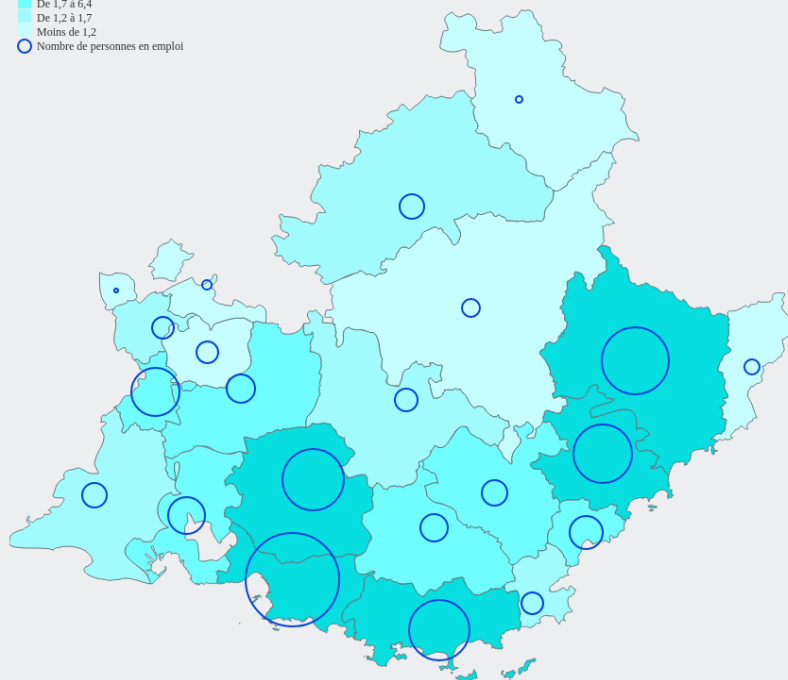 De 1,7 à 6,4
De 1,2 à 1,7
Moins de 1,2
Nombre de personnes en emploi